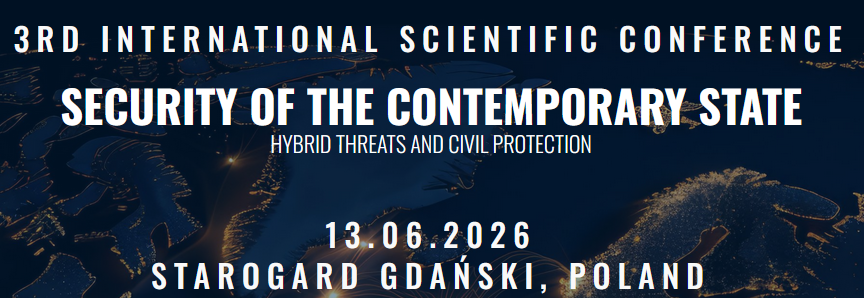 3RD INTERNATIONAL SCIENTIFIC CONFERENCE
SECURITY OF THE CONTEMPORARY STATE
HYBRID THREATS AND CIVIL PROTECTION
13.06.2026
STAROGARD GDAŃSKI, POLAND